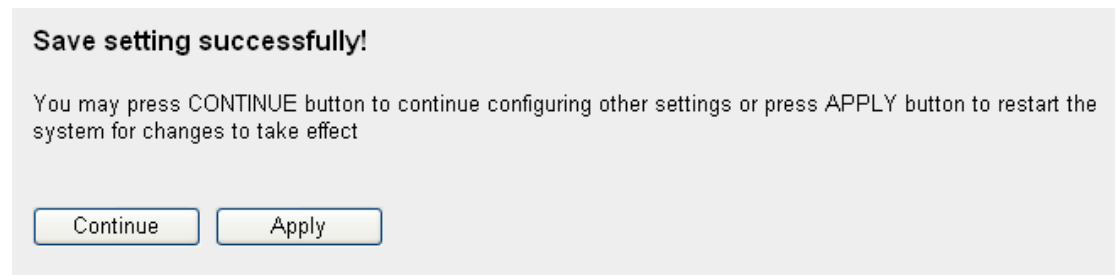 Save setting successfully!
You may press CONTINUE button to continue configuring other settings or press APPLY button to restart the
system for changes to take effect
Continue
Apply